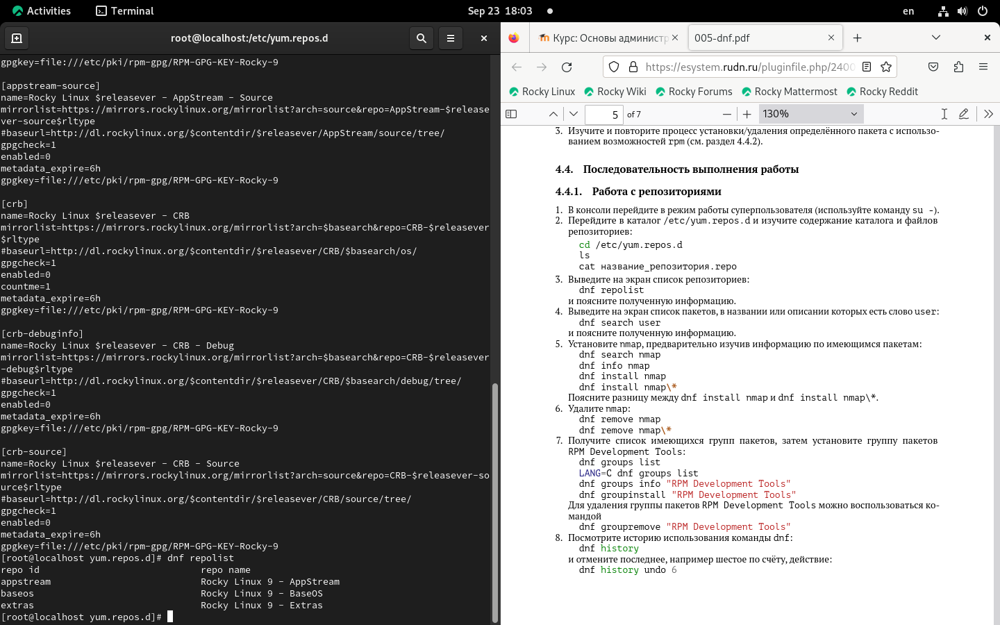 Activities
Terminal
Sep 23 18:03
en
root@localhost:/etc/yum.repos.d
gpgkey=file:///etc/pki/rpm-gpg/RPM-GPG-KEY-Rocky-9
[appstream-source]
name=Rocky Linux $releasever - AppStream - Source
mirrorlist=https://mirrors.rockylinux.org/mirrorlist?arch=source&repo=AppStream-$release
ver-source$rltype
#baseurl=http://dl.rockylinux.org/$contentdir/$releasever/AppStream/source/tree/
gpgcheck=1
enabled=0
metadata_expire=6h
gpgkey=file:///etc/pki/rpm-gpg/RPM-GPG-KEY-Rocky-9
[crb]
name=Rocky Linux $releasever - CRB
mirrorlist=https://mirrors.rockylinux.org/mirrorlist?arch=$basearch&repo=CRB-$releasever
$rltype
#baseurl=http://dl.rockylinux.org/$contentdir/$releasever/CRB/$basearch/os/
gpgcheck=1
enabled=0
countme=1
metadata_expire=6h
gpgkey=file:///etc/pki/rpm-gpg/RPM-GPG-KEY-Rocky-9
[crb-debuginfo]
name=Rocky Linux $releasever - CRB - Debug
mirrorlist=https://mirrors.rockylinux.org/mirrorlist?arch=$basearch&repo=CRB-$releasever
-debug$rltype
#baseurl=http://dl.rockylinux.org/$contentdir/$releasever/CRB/$basearch/debug/tree/
gpgcheck=1
enabled=0
metadata_expire=6h
gpgkey=file:///etc/pki/rpm-gpg/RPM-GPG-KEY-Rocky-9
[crb-source]
name=Rocky Linux $releasever - CRB - Source
mirrorlist=https://mirrors.rockylinux.org/mirrorlist?arch=source&repo=CRB-$releasever-so
urce$rltype
#baseurl=http://dl.rockylinux.org/$contentdir/$releasever/CRB/source/tree/
gpgcheck=1
enabled=0
metadata_expire=6h
gpgkey=file:///etc/pki/rpm-gpg/RPM-GPG-KEY-Rocky-9
[root@localhost yum.repos.d]# dnf repolist
repo id repo name
appstream Rocky Linux 9 - AppStream
baseos Rocky Linux 9 - BaseOS
extras Rocky Linux 9 - Extras
[root@localhost yum.repos.d]#
Курс: Основы администр
005-dnf.pdf
https://esystem.rudn.ru/pluginfile.php/2400
Rocky Linux
Rocky Wiki
Rocky Forums
Rocky Mattermost
Rocky Reddit
5 of 7
130%
3. Изучите и повторите процесс установки/удаления определённого пакета с использо-
ванием возможностей rpm (см. раздел 4.4.2).
4.4. Последовательность выполнения работы
4.4.1. Работа с репозиториями
1. В консоли перейдите в режим работы суперпользователя (используйте команду su -).
2. Перейдите в каталог /etc/yum.repos.d и изучите содержание каталога и файлов
репозиториев:
cd /etc/yum.repos.d
ls
cat название_репозитория.repo
3. Выведите на экран список репозиториев:
dnf repolist
и поясните полученную информацию.
4. Выведите на экран список пакетов, в названии или описании которых есть слово user:
dnf search user
и поясните полученную информацию.
5. Установите nmap, предварительно изучив информацию по имеющимся пакетам:
dnf search nmap
dnf info nmap
dnf install nmap
dnf install nmap\*
Поясните разницу между dnf install nmap и dnf install nmap\*.
6. Удалите nmap:
dnf remove nmap
dnf remove nmap\*
7. Получите список имеющихся групп пакетов, затем установите группу пакетов
RPM Development Tools:
dnf groups list
LANG=C dnf groups list
dnf groups info "RPM Development Tools"
dnf groupinstall "RPM Development Tools"
Для удаления группы пакетов RPM Development Tools можно воспользоваться ко-
мандой
dnf groupremove "RPM Development Tools"
8. Посмотрите историю использования команды dnf:
dnf history
и отмените последнее, например шестое по счёту, действие:
dnf history undo 6